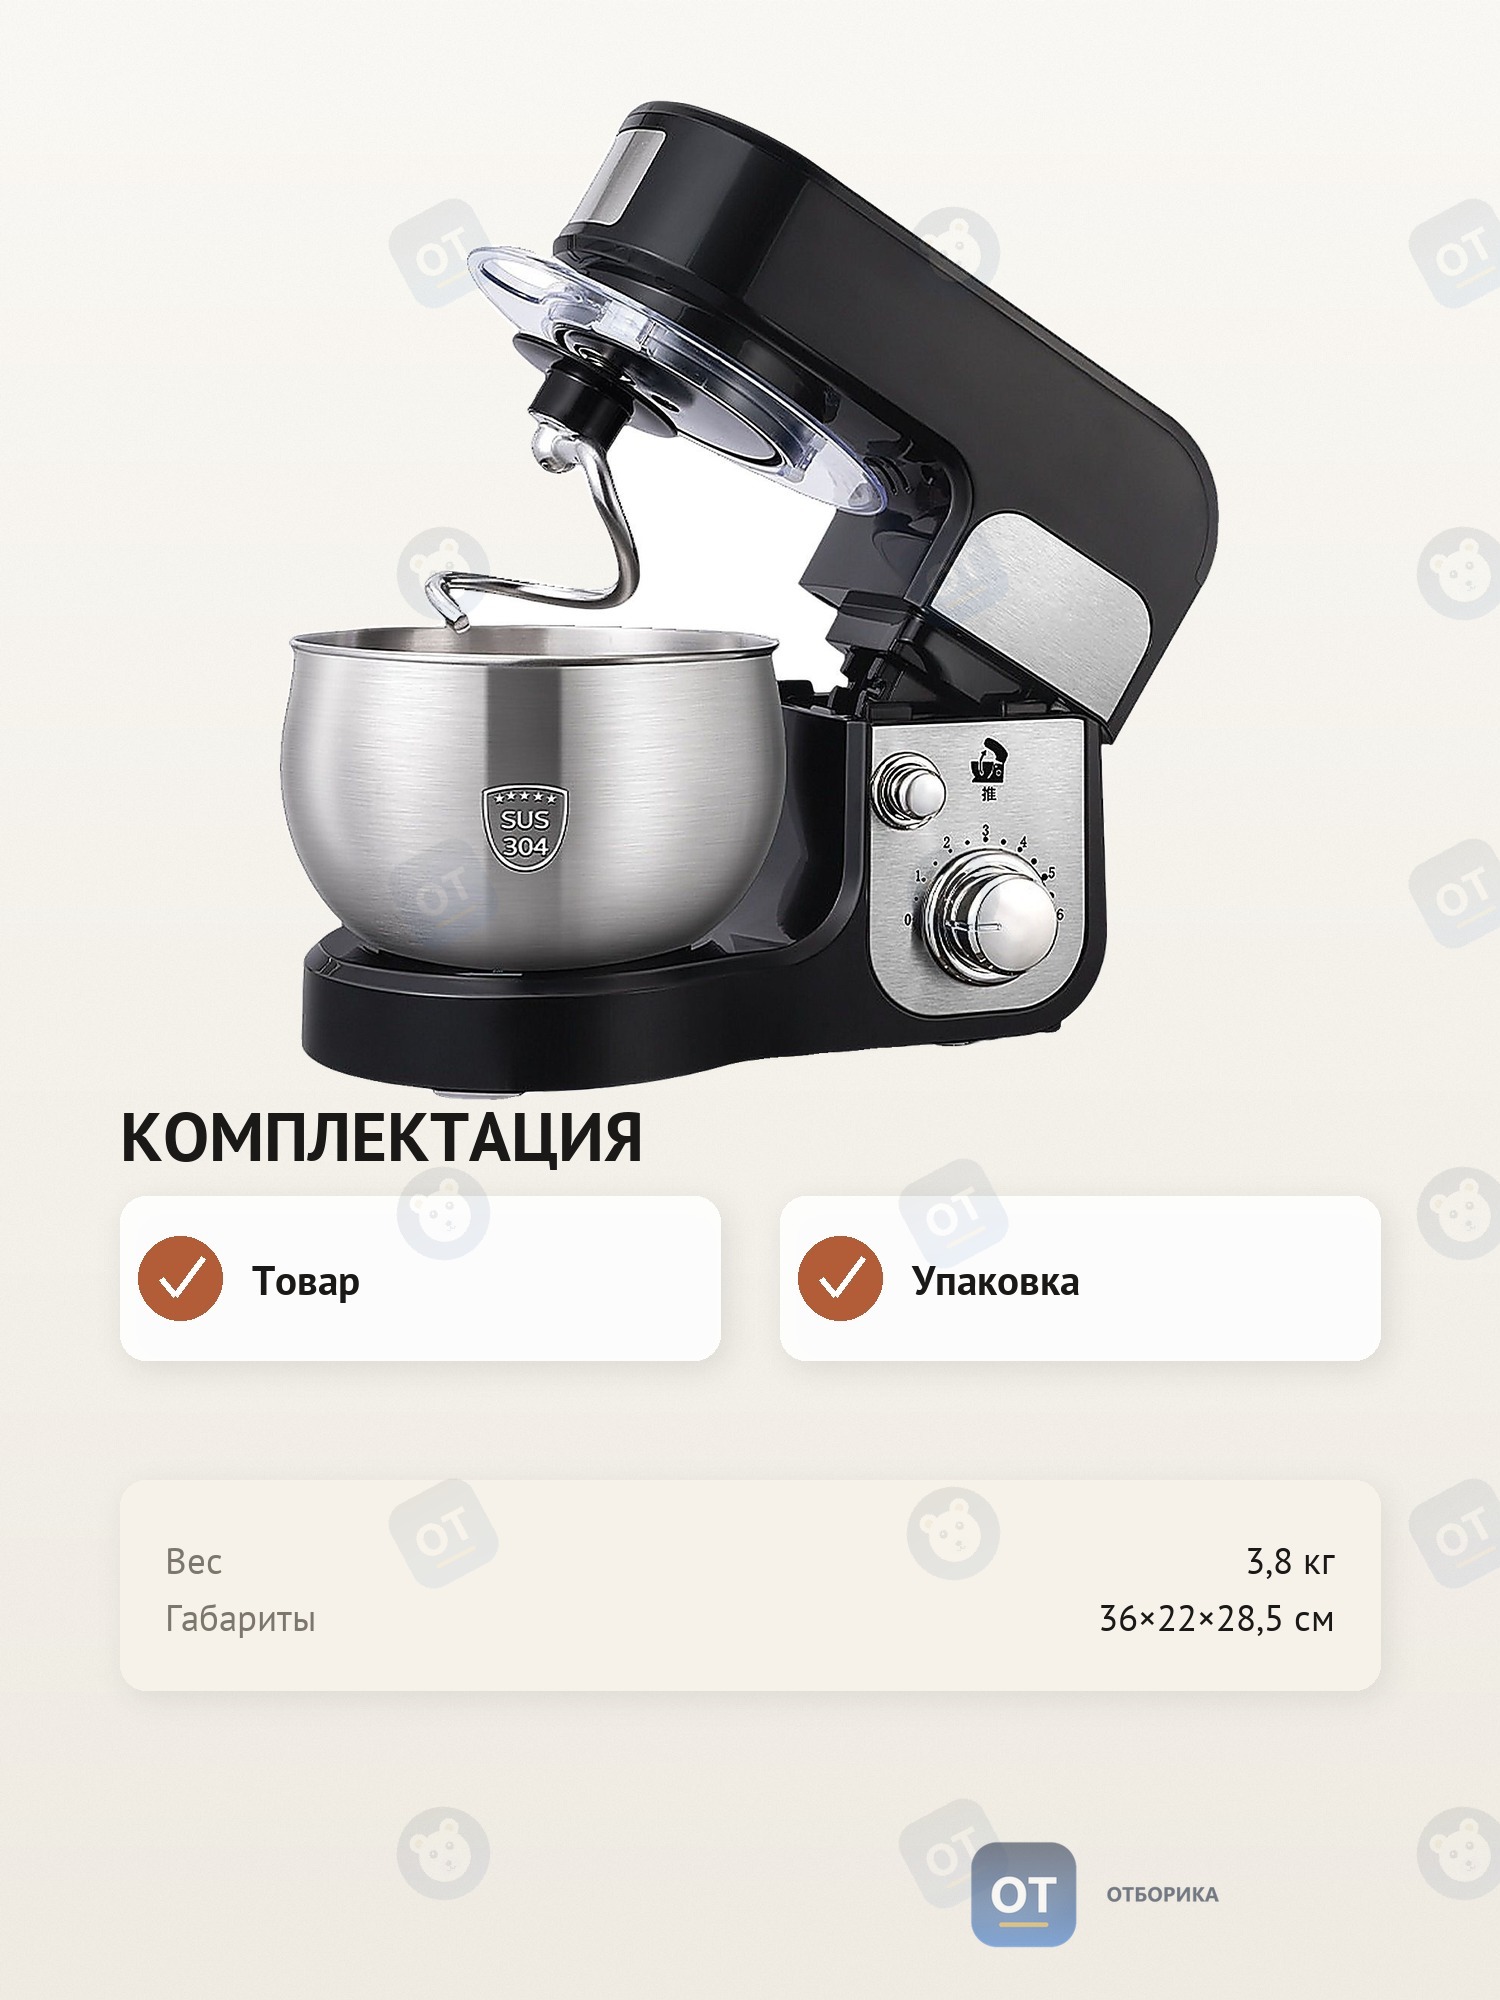 SUS
304
推
0 1 2 3 4 5 6
КОМПЛЕКТАЦИЯ
Товар
Упаковка
Вес 3,8 кг
Габариты 36×22×28,5 см
ОТ ОТБОРИКА